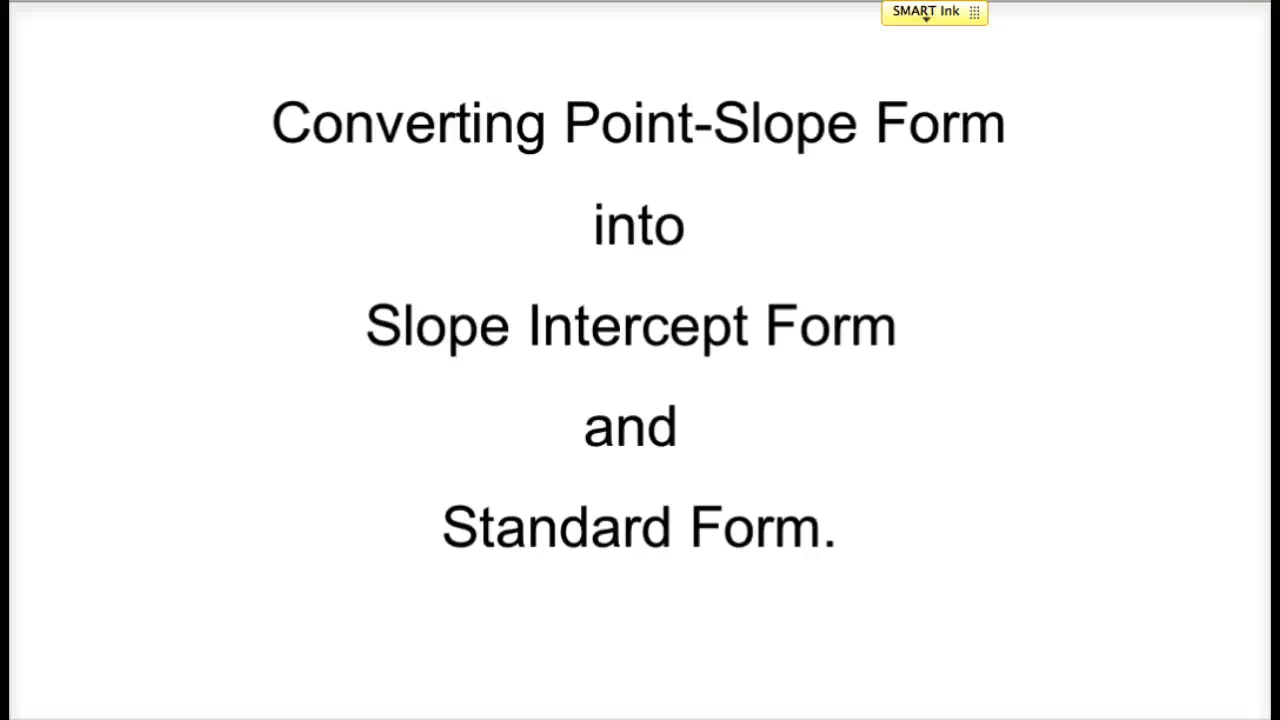 SMART Ink
Converting Point-Slope Form
into
Slope Intercept Form
and
Standard Form.